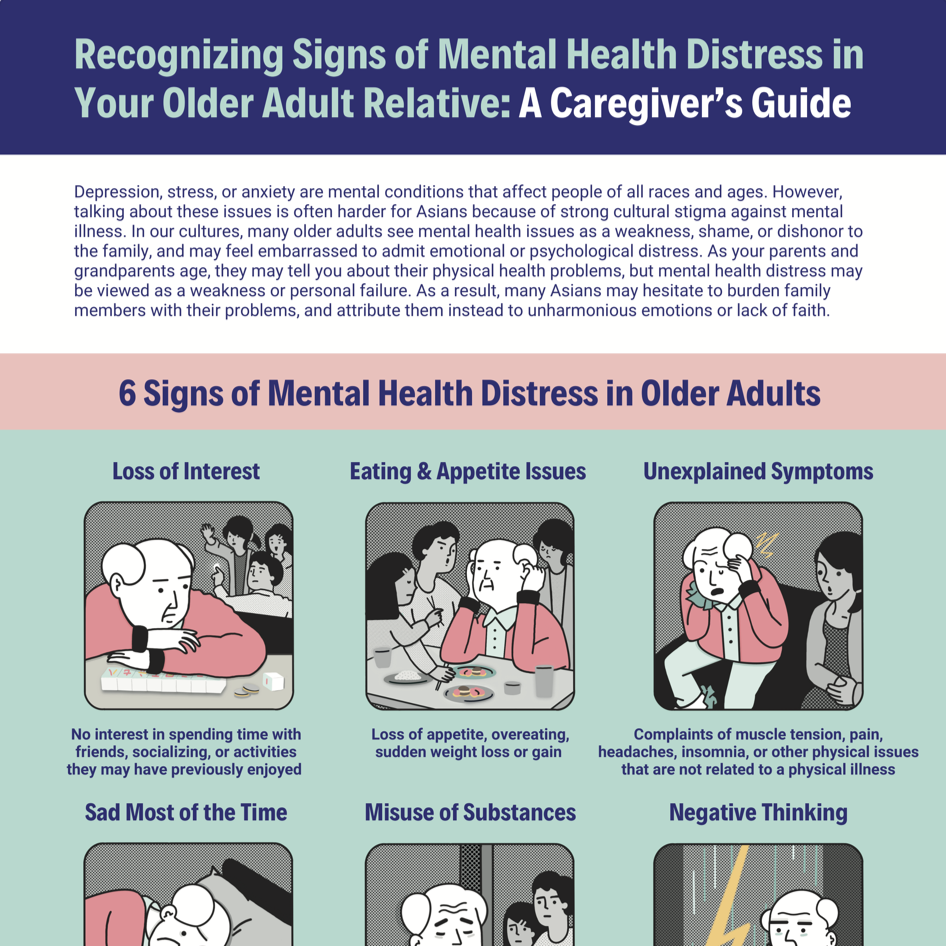 Recognizing Signs of Mental Health Distress in
Your Older Adult Relative: A Caregiver’s Guide
Depression, stress, or anxiety are mental conditions that affect people of all races and ages. However,
talking about these issues is often harder for Asians because of strong cultural stigma against mental
illness. In our cultures, many older adults see mental health issues as a weakness, shame, or dishonor to
the family, and may feel embarrassed to admit emotional or psychological distress. As your parents and
grandparents age, they may tell you about their physical health problems, but mental health distress may
be viewed as a weakness or personal failure. As a result, many Asians may hesitate to burden family
members with their problems, and attribute them instead to unharmonious emotions or lack of faith.
6 Signs of Mental Health Distress in Older Adults
Loss of Interest
No interest in spending time with
friends, socializing, or activities
they may have previously enjoyed
Eating & Appetite Issues
Loss of appetite, overeating,
sudden weight loss or gain
Unexplained Symptoms
Complaints of muscle tension, pain,
headaches, insomnia, or other physical issues
that are not related to a physical illness
Sad Most of the Time
Misuse of Substances
Negative Thinking